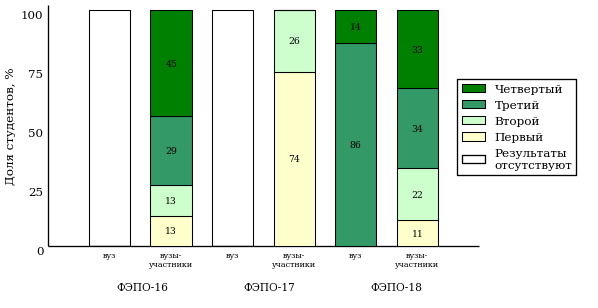 Доля студентов, %
100
75
50
25
0
45
29
13
13
26
74
14
86
33
34
22
11
вуз
вузы-
участники
вуз
вузы-
участники
вуз
вузы-
участники
ФЭПО-16
ФЭПО-17
ФЭПО-18
Четвертый
Третий
Второй
Первый
Результаты
отсутствуют